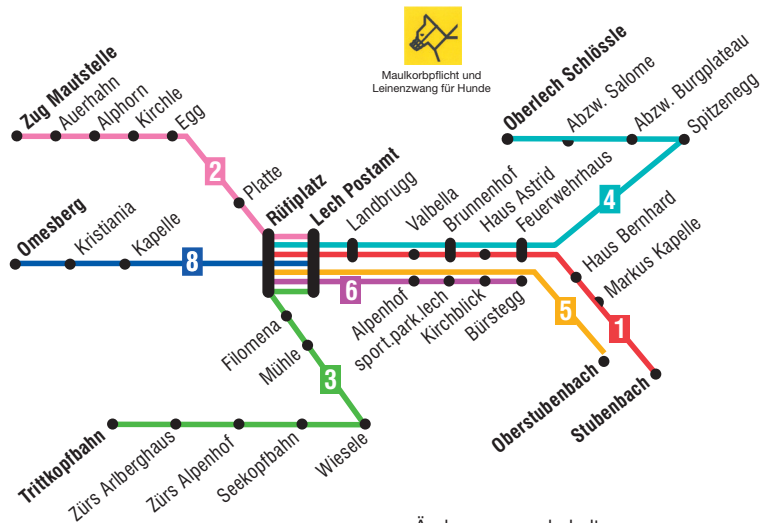 Maulkorbpflicht und
Leinenzwang für Hunde
Zug Mautstelle
Auerhahn
Alphorn
Kirchle
Egg
2
Platte
Rüfiplatz
Lech Postamt
Landbrugg
Valbella
Brunnenhof
Haus Astrid
Feuerwehrhaus
Oberlech Schlössle
Abzw. Salome
Abzw. Burgplateau
Spitzenegg
4
Omesberg
Kristiania
Kapelle
8
Haus Bernhard
Markus Kapelle
6
Alpenhof
sport.park.lech
Kirchblick
Bürstegg
5
1
Oberstubenbach
Stubenbach
Filomena
Mühle
3
Trittkopfbahn
Zürs Arlberghaus
Zürs Alpenhof
Seekopfbahn
Wiesele